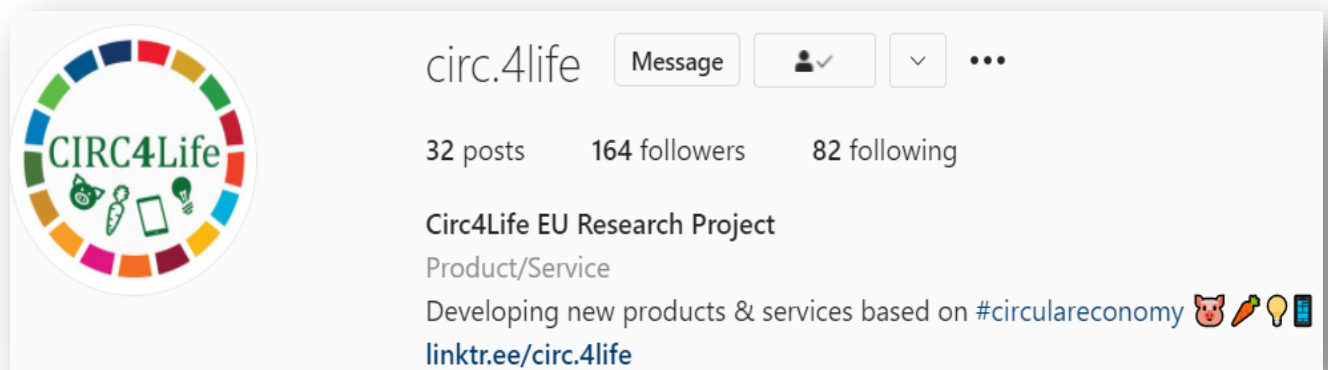 CIRC4Life
circ.4life Message
32 posts 164 followers 82 following
Circ4Life EU Research Project
Product/Service
Developing new products & services based on #circulareconomy 🐷🥕💡📱
linktr.ee/circ.4life